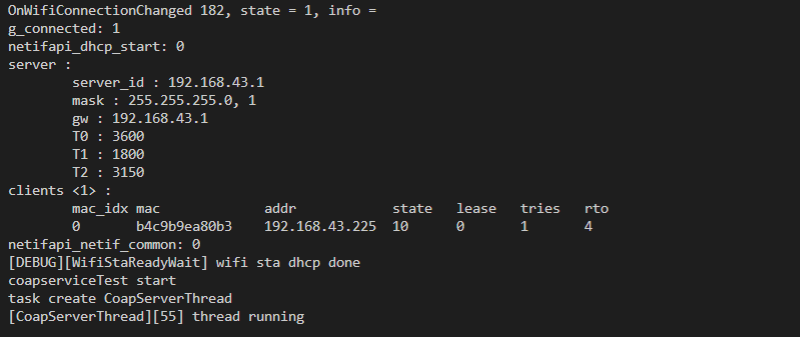 OnWifiConnectionChanged 182, state = 1, info =
g_connected: 1
netifapi_dhcp_start: 0
server :
server_id : 192.168.43.1
mask : 255.255.255.0, 1
gw : 192.168.43.1
T0 : 3600
T1 : 1800
T2 : 3150
clients <1> :
mac_idx mac addr state lease tries rto
0 b4c9b9ea80b3 192.168.43.225 10 0 1 4
netifapi_netif_common: 0
[DEBUG][WifiStaReadyWait] wifi sta dhcp done
coapserviceTest start
task create CoapServerThread
[CoapServerThread][55] thread running